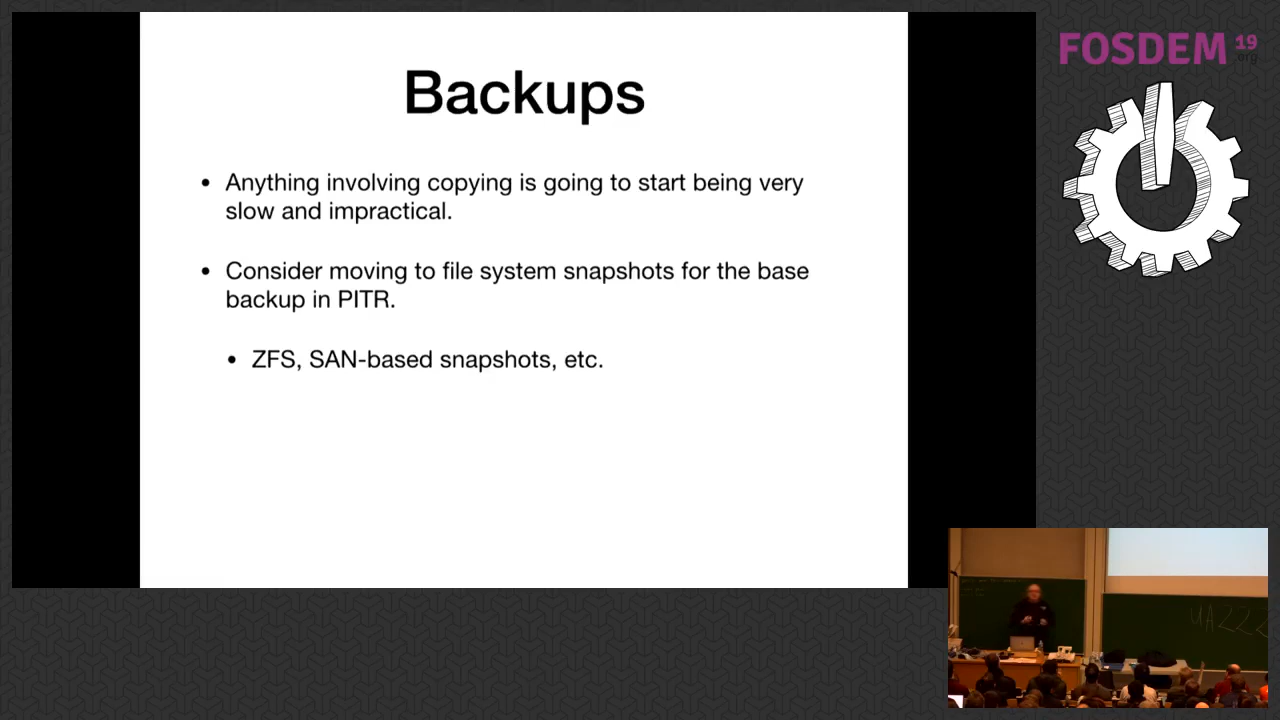 Backups
• Anything involving copying is going to start being very
slow and impractical.
• Consider moving to file system snapshots for the base
backup in PITR.
• ZFS, SAN-based snapshots, etc.
FOSDEM 19
.org